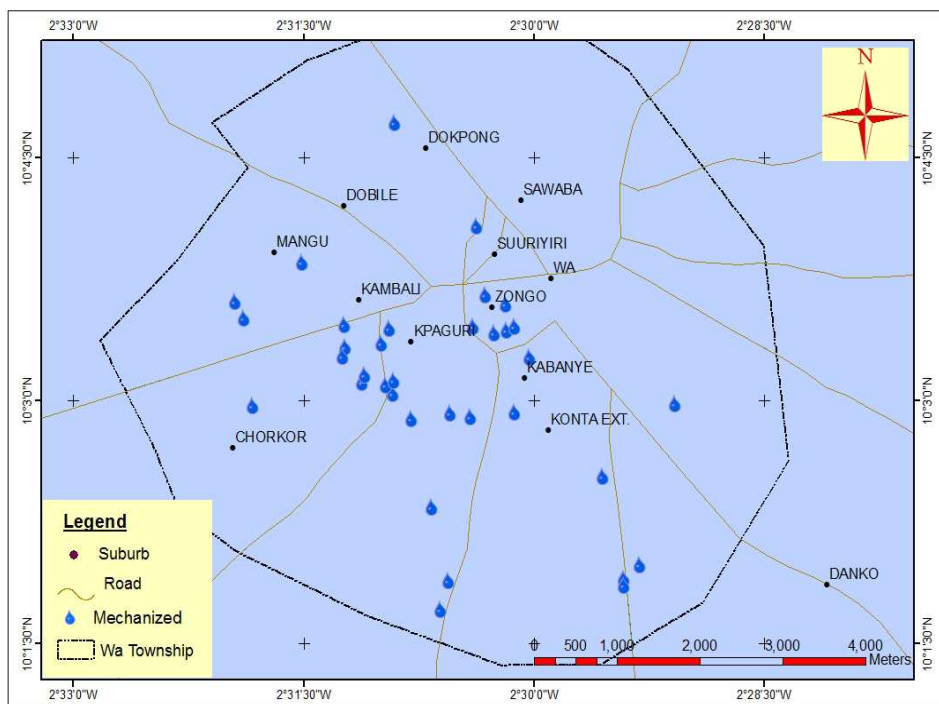 2°33'0"W 2°31'30"W 2°30'0"W 2°28'30"W
N
DOKPONG
10°4'30"N 10°4'30"N
SAWABA
DOBILE
MANGU
SUURIYIRI
WA
KAMBALI
ZONGO
KPAGURI
KABANYE
10°3'0"N 10°3'0"N
KONTA EXT.
CHORKOR
Legend
Suburb
Road
Mechanized
Wa Township
DANKO
10°1'30"N 10°1'30"N
0 500 1,000 2,000 3,000 4,000
Meters
2°33'0"W 2°31'30"W 2°30'0"W 2°28'30"W